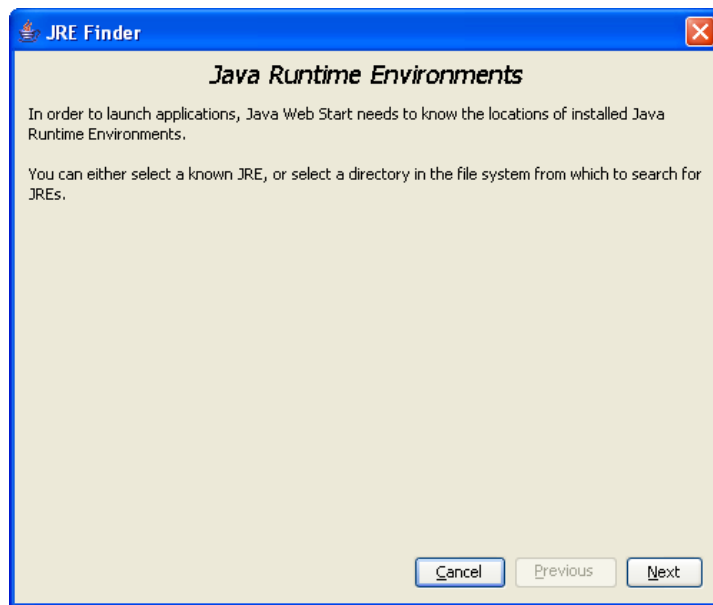 JRE Finder
Java Runtime Environments
In order to launch applications, Java Web Start needs to know the locations of installed Java
Runtime Environments.
You can either select a known JRE, or select a directory in the file system from which to search for
JREs.
Cancel Previous Next